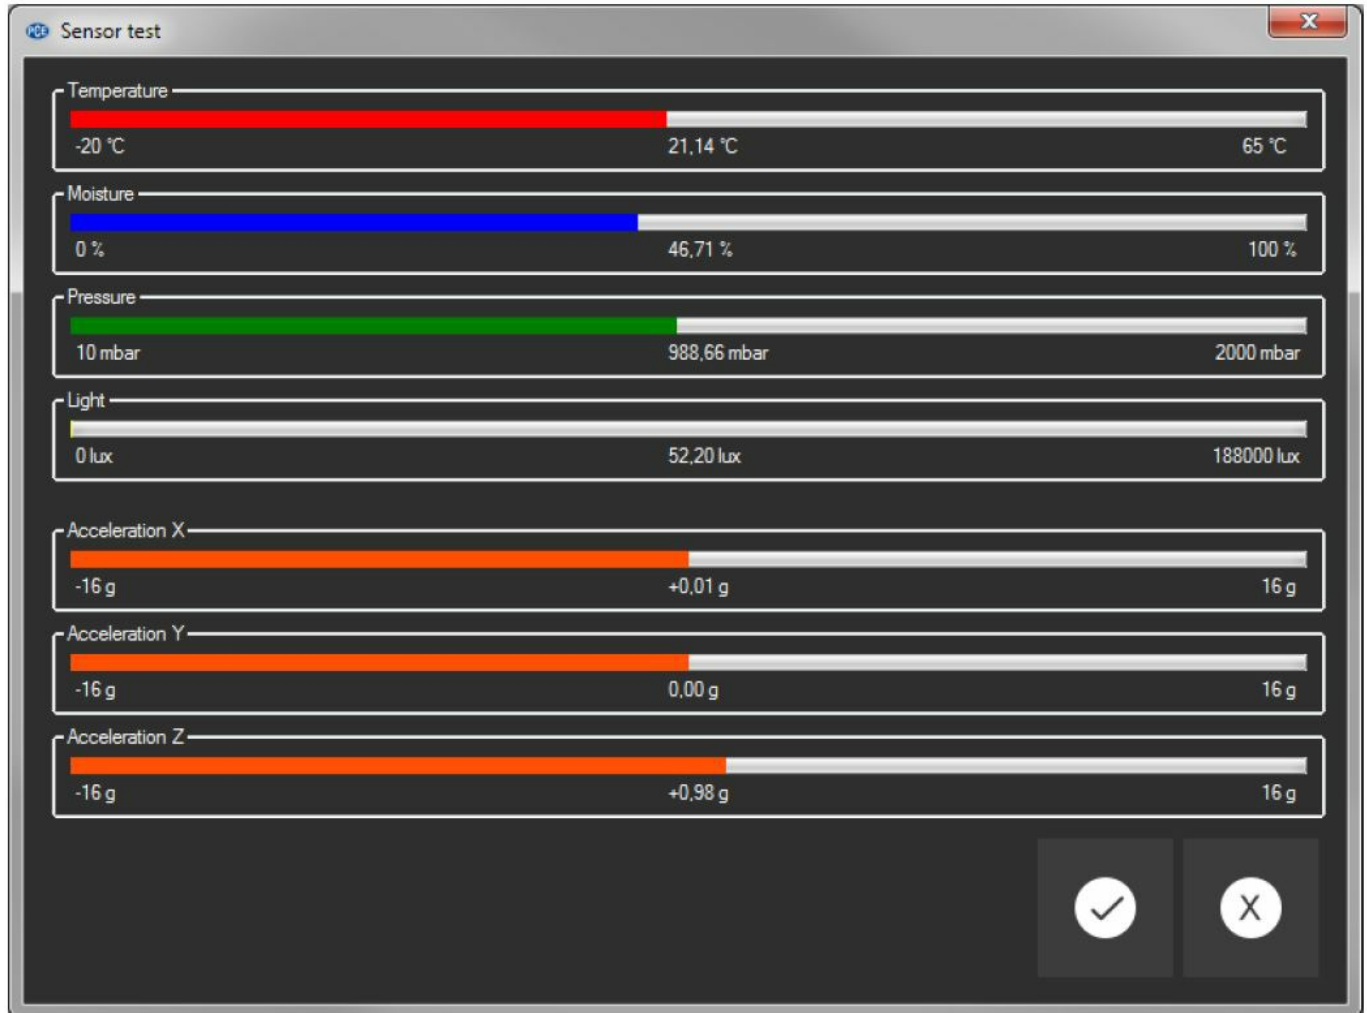 PCE Sensor test X
Temperature
-20 °C 21,14 °C 65 °C
Moisture
0 % 46,71 % 100 %
Pressure
10 mbar 988,66 mbar 2000 mbar
Light
0 lux 52,20 lux 188000 lux
Acceleration X
-16 g +0,01 g 16 g
Acceleration Y
-16 g 0,00 g 16 g
Acceleration Z
-16 g +0,98 g 16 g
X